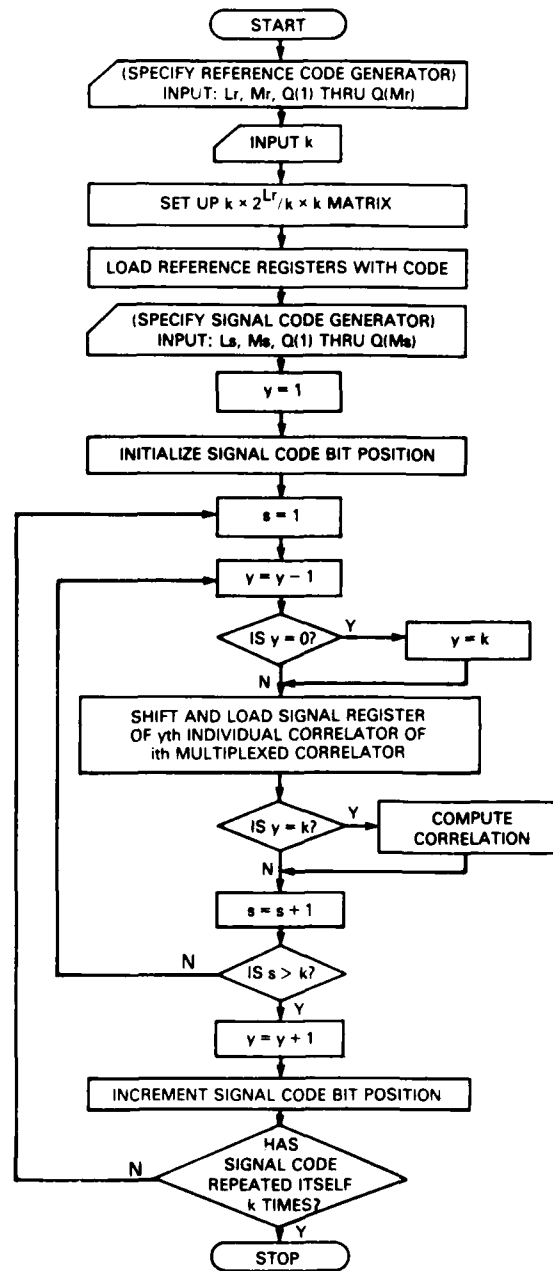 START
(SPECIFY REFERENCE CODE GENERATOR)
INPUT: Lr, Mr, Q(1) THRU Q(Mr)
INPUT k
SET UP k × 2^Lr/k × k MATRIX
LOAD REFERENCE REGISTERS WITH CODE
(SPECIFY SIGNAL CODE GENERATOR)
INPUT: Ls, Ms, Q(1) THRU Q(Ms)
y = 1
INITIALIZE SIGNAL CODE BIT POSITION
s = 1
y = y − 1
IS y = 0?
Y
y = k
N
SHIFT AND LOAD SIGNAL REGISTER
OF yth INDIVIDUAL CORRELATOR OF
ith MULTIPLEXED CORRELATOR
IS y = k?
Y
COMPUTE
CORRELATION
N
s = s + 1
N
IS s > k?
Y
y = y + 1
INCREMENT SIGNAL CODE BIT POSITION
N
HAS
SIGNAL CODE
REPEATED ITSELF
k TIMES?
Y
STOP